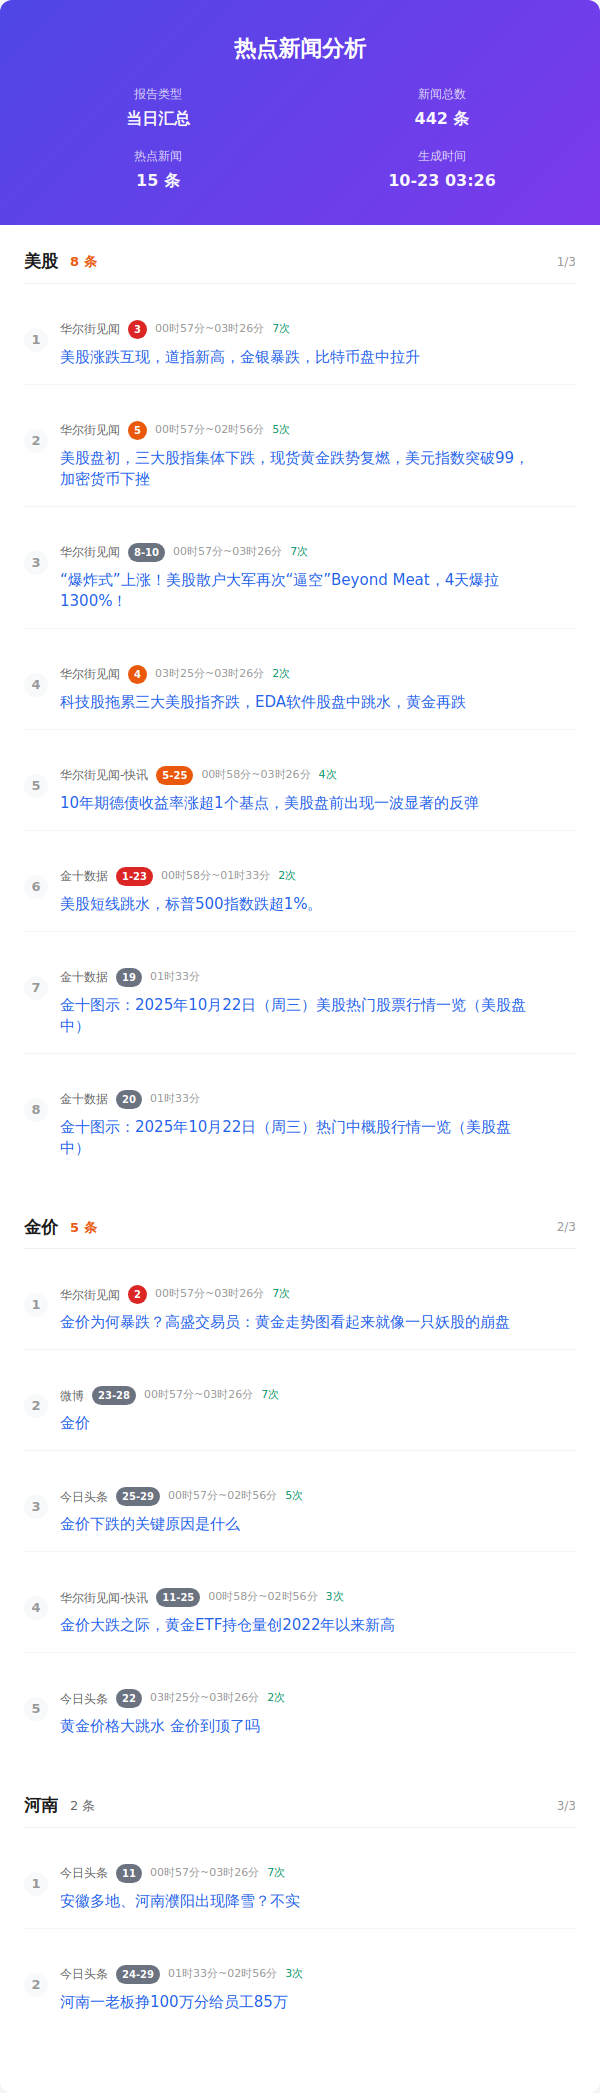 热点新闻分析
报告类型 新闻总数
当日汇总 442 条
热点新闻 生成时间
15 条 10-23 03:26
美股 8 条 1/3
华尔街见闻 3 00时57分~03时26分 7次
1
美股涨跌互现，道指新高，金银暴跌，比特币盘中拉升
华尔街见闻 5 00时57分~02时56分 5次
2
美股盘初，三大股指集体下跌，现货黄金跌势复燃，美元指数突破99，
加密货币下挫
华尔街见闻 8-10 00时57分~03时26分 7次
3
“爆炸式”上涨！美股散户大军再次“逼空”Beyond Meat，4天爆拉
1300%！
华尔街见闻 4 03时25分~03时26分 2次
4
科技股拖累三大美股指齐跌，EDA软件股盘中跳水，黄金再跌
华尔街见闻-快讯 5-25 00时58分~03时26分 4次
5
10年期德债收益率涨超1个基点，美股盘前出现一波显著的反弹
金十数据 1-23 00时58分~01时33分 2次
6
美股短线跳水，标普500指数跌超1%。
金十数据 19 01时33分
7
金十图示：2025年10月22日（周三）美股热门股票行情一览（美股盘
中）
金十数据 20 01时33分
8
金十图示：2025年10月22日（周三）热门中概股行情一览（美股盘
中）
金价 5 条 2/3
华尔街见闻 2 00时57分~03时26分 7次
1
金价为何暴跌？高盛交易员：黄金走势图看起来就像一只妖股的崩盘
微博 23-28 00时57分~03时26分 7次
2
金价
今日头条 25-29 00时57分~02时56分 5次
3
金价下跌的关键原因是什么
华尔街见闻-快讯 11-25 00时58分~02时56分 3次
4
金价大跌之际，黄金ETF持仓量创2022年以来新高
今日头条 22 03时25分~03时26分 2次
5
黄金价格大跳水 金价到顶了吗
河南 2 条 3/3
今日头条 11 00时57分~03时26分 7次
1
安徽多地、河南濮阳出现降雪？不实
今日头条 24-29 01时33分~02时56分 3次
2
河南一老板挣100万分给员工85万